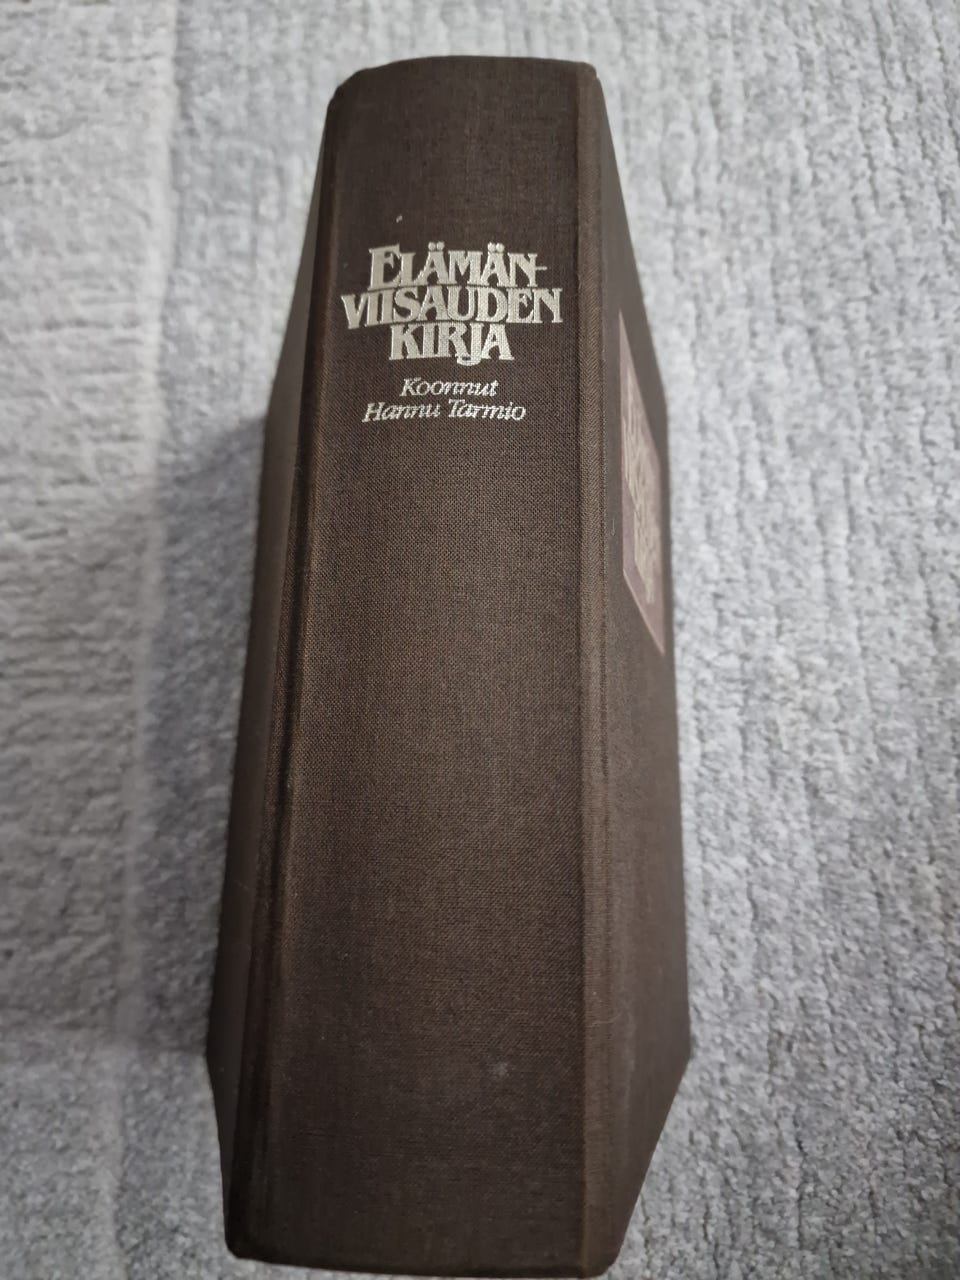 ELÄMÄN-
VIISAUDEN
KIRJA
Koonnut
Hannu Tarmio